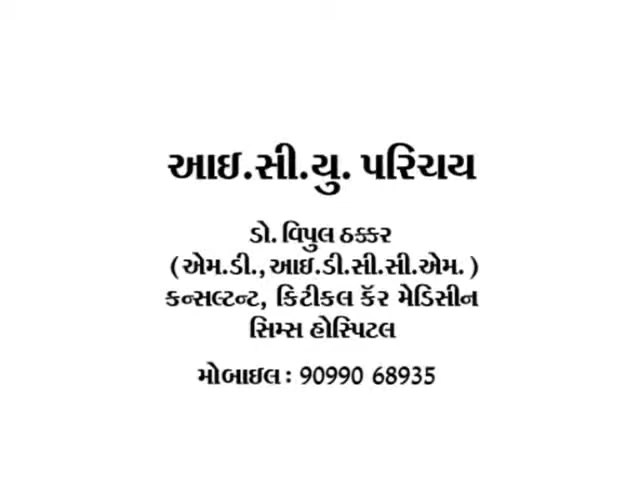 આઇ.સી.યુ. પરિચય
ડો. વિપુલ ઠક્કર
(એમ.ડી., આઇ.ડી.સી.સી.એમ.)
કન્સલ્ટન્ટ, કિટીકલ કૅર મેડિસીન
સિમ્સ હોસ્પિટલ
મોબાઇલ : 90990 68935